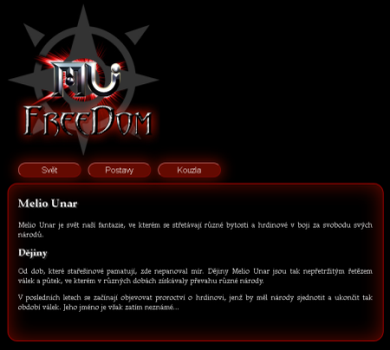 MU
FreeDom
Svět Postavy Kouzla
Melio Unar
Melio Unar je svět naší fantazie, ve kterém se střetávají různé bytosti a hrdinové v boji za svobodu svých
národů.
Dějiny
Od dob, které stařešinové pamatují, zde nepanoval mír. Dějiny Melio Unar jsou tak nepřetržitým řetězem
válek a půtek, ve kterém v různých dobách získávaly převahu různé národy.
V posledních letech se začínají objevovat proroctví o hrdinovi, jenž by měl národy sjednotit a ukončit tak
období válek. Jeho jméno je však zatím neznámé...